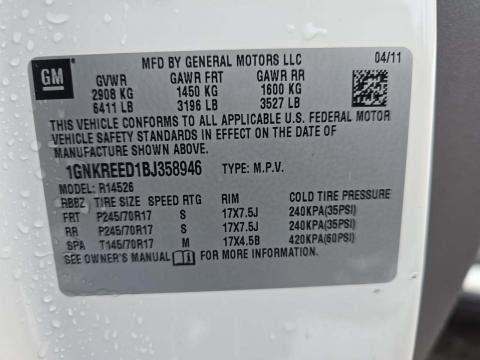 GM
MFD BY GENERAL MOTORS LLC 04/11
GVWR GAWR FRT GAWR RR
2908 KG 1450 KG 1600 KG
6411 LB 3196 LB 3527 LB
THIS VEHICLE CONFORMS TO ALL APPLICABLE U.S. FEDERAL MOTOR
VEHICLE SAFETY STANDARDS IN EFFECT ON THE DATE OF
MANUFACTURE SHOWN ABOVE.
1GNKREED1BJ358946 TYPE: M.P.V.
MODEL: R14526
RBBZ TIRE SIZE SPEED RTG RIM COLD TIRE PRESSURE
FRT P245/70R17 S 17X7.5J 240KPA(35PSI)
RR P245/70R17 S 17X7.5J 240KPA(35PSI)
SPA T145/70R17 M 17X4.5B 420KPA(60PSI)
SEE OWNER'S MANUAL FOR MORE INFORMATION.